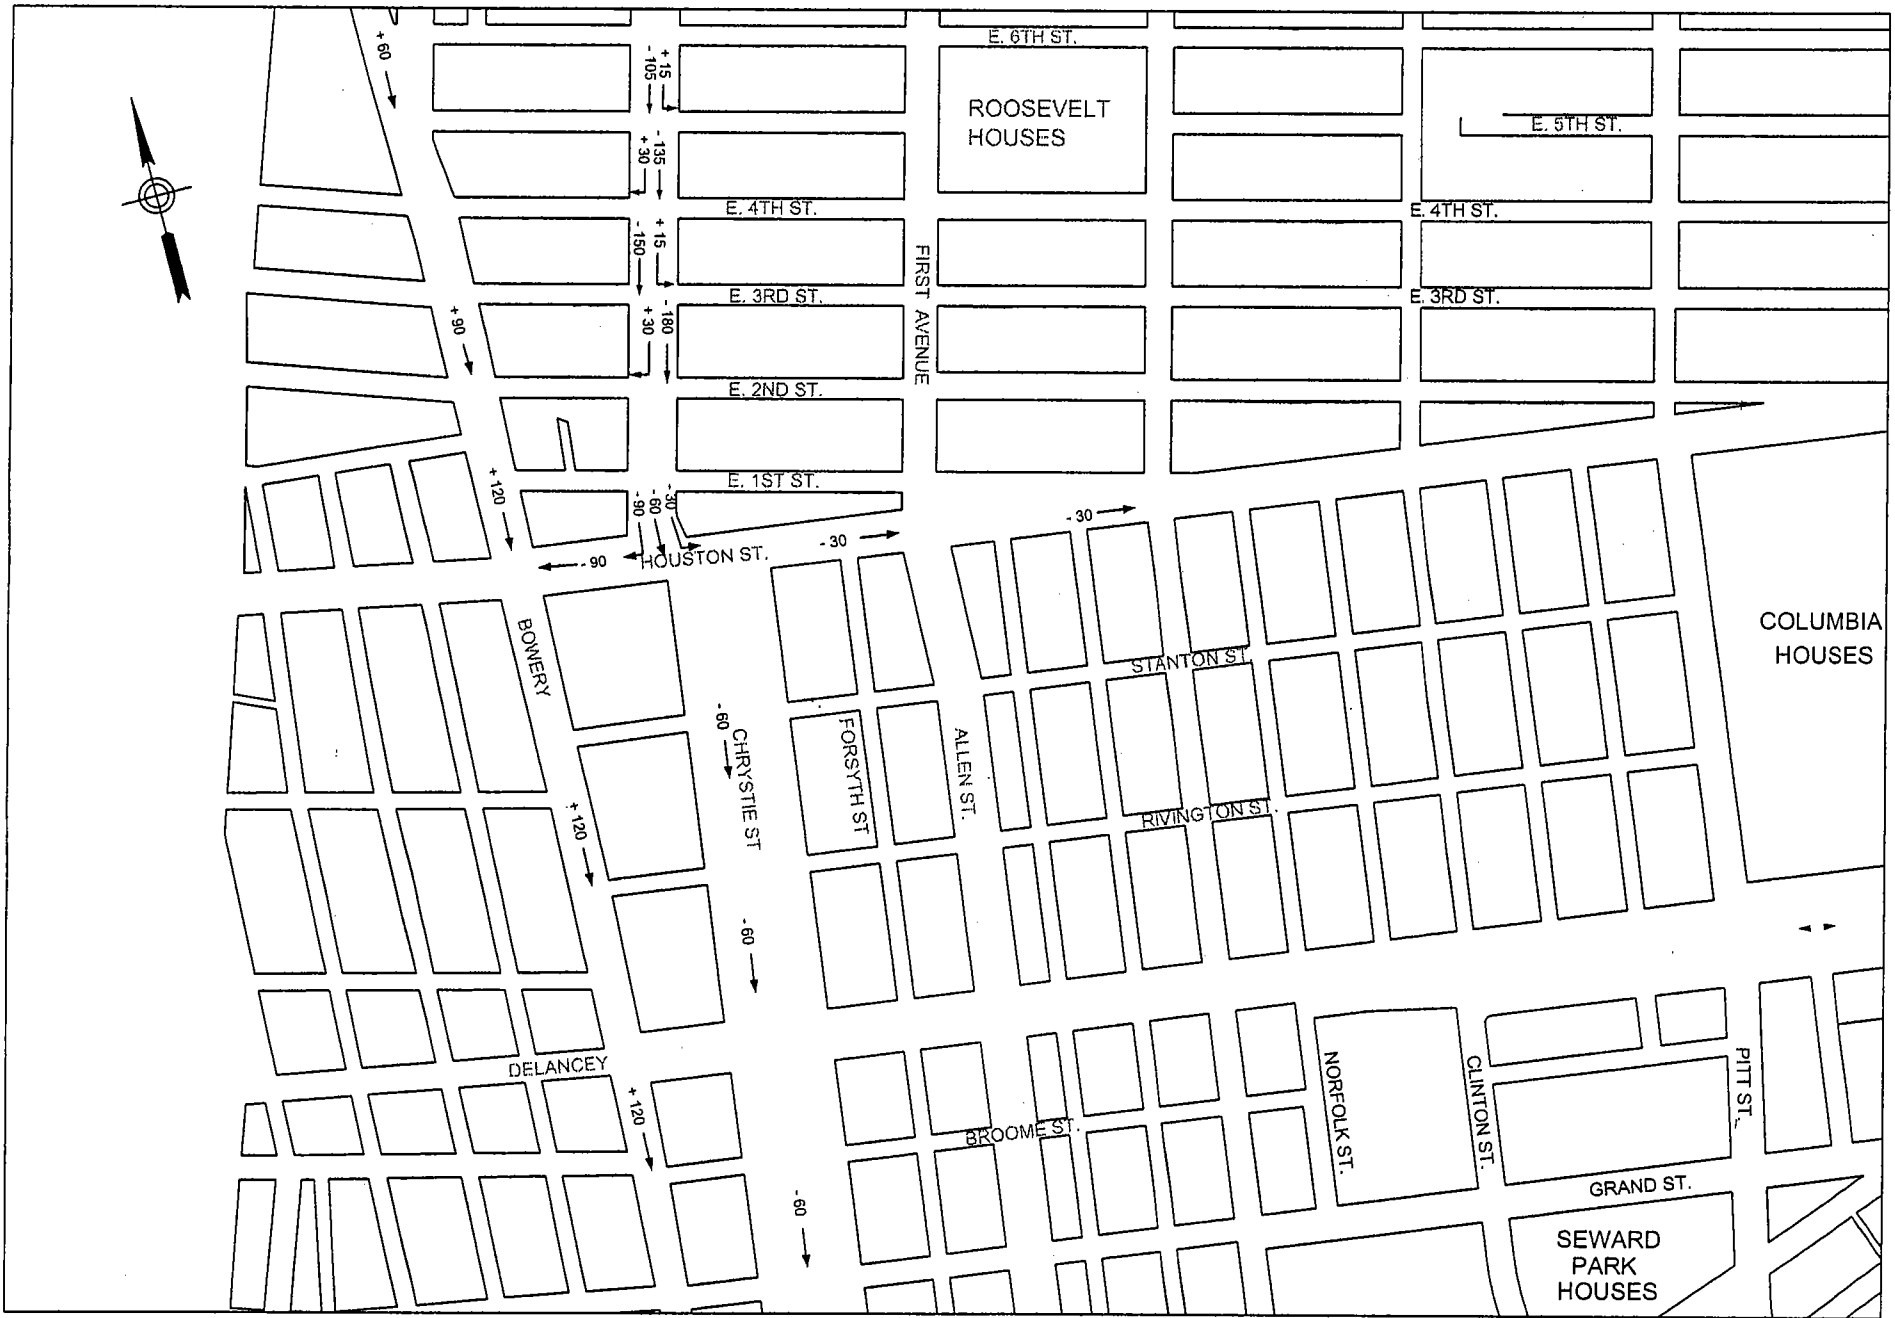 E. 6TH ST.
+ 60
+ 15
- 105
ROOSEVELT
HOUSES
E. 5TH ST.
- 135
+ 30
E. 4TH ST.
E. 4TH ST.
+ 15
- 150
FIRST AVENUE
E. 3RD ST.
E. 3RD ST.
+ 90
- 180
+ 30
E. 2ND ST.
E. 1ST ST.
+ 120
- 90
- 60
- 30
- 30
- 30
- 90
HOUSTON ST.
BOWERY
STANTON ST
COLUMBIA
HOUSES
- 60
CHRYSTIE ST
FORSYTH ST
ALLEN ST.
RIVINGTON ST.
+ 120
- 60
DELANCEY
+ 120
BROOME ST.
NORFOLK ST.
CLINTON ST.
PITT ST.
GRAND ST.
- 60
SEWARD
PARK
HOUSES